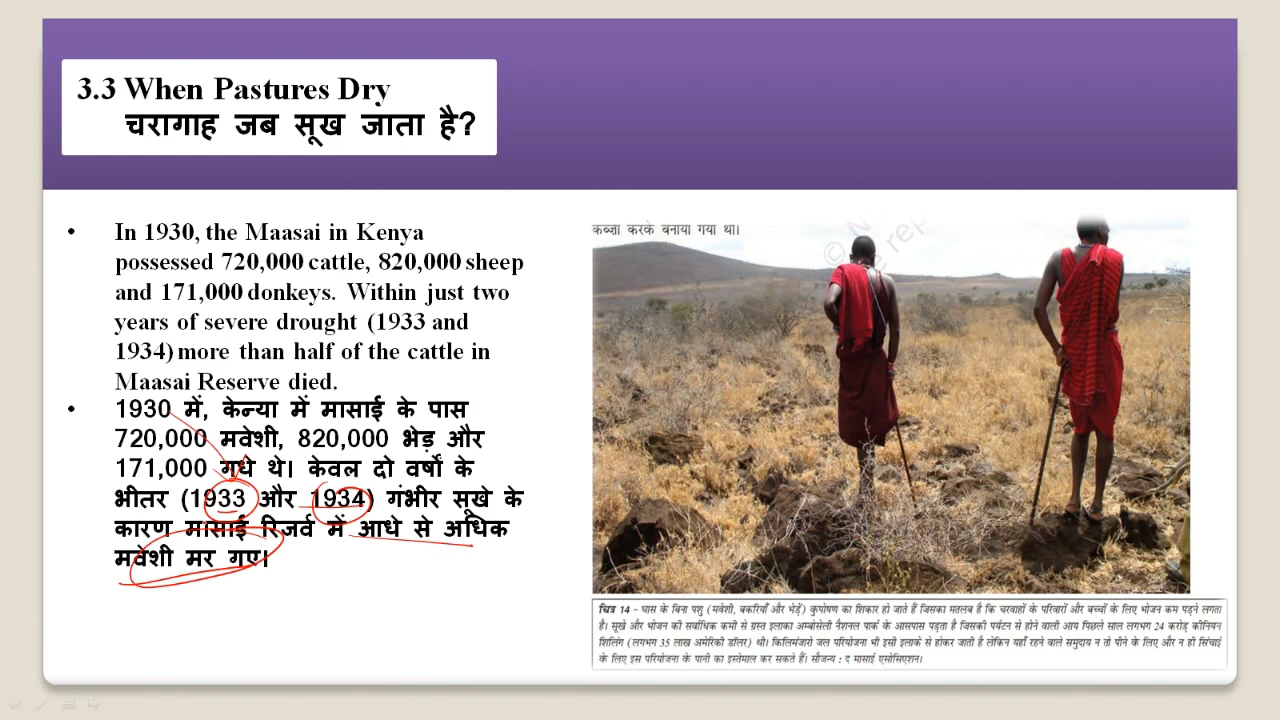 3.3 When Pastures Dry
चरागाह जब सूख जाता है?
• In 1930, the Maasai in Kenya
possessed 720,000 cattle, 820,000 sheep
and 171,000 donkeys. Within just two
years of severe drought (1933 and
1934) more than half of the cattle in
Maasai Reserve died.
• 1930 में, केन्या में मासाई के पास
720,000 मवेशी, 820,000 भेड़ और
171,000 गधे थे। केवल दो वर्षों के
भीतर (1933 और 1934) गंभीर सूखे के
कारण मासाई रिजर्व में आधे से अधिक
मवेशी मर गए।
कब्ज़ा करके बनाया गया था।
चित्र 14 - घास के बिना पशु (मवेशी, बकरियाँ और भेड़ें) कुपोषण का शिकार हो जाते हैं जिसका मतलब है कि चरवाहों के परिवारों और बच्चों के लिए भोजन कम पड़ने लगता
है। सूखे और भोजन की सर्वाधिक कमी से ग्रस्त इलाका अम्बोसेली नैशनल पार्क के आसपास पड़ता है जिसकी पर्यटन से होने वाली आय पिछले साल लगभग 24 करोड़ कीनियन
शिलिंग (लगभग 35 लाख अमेरिकी डॉलर) थी। किलिमंजारो जल परियोजना भी इसी इलाके से होकर जाती है लेकिन यहाँ रहने वाले समुदाय न तो पीने के लिए और न ही सिंचाई
के लिए इस परियोजना के पानी का इस्तेमाल कर सकते हैं। सौजन्य : द मासाई एसोसिएशन।